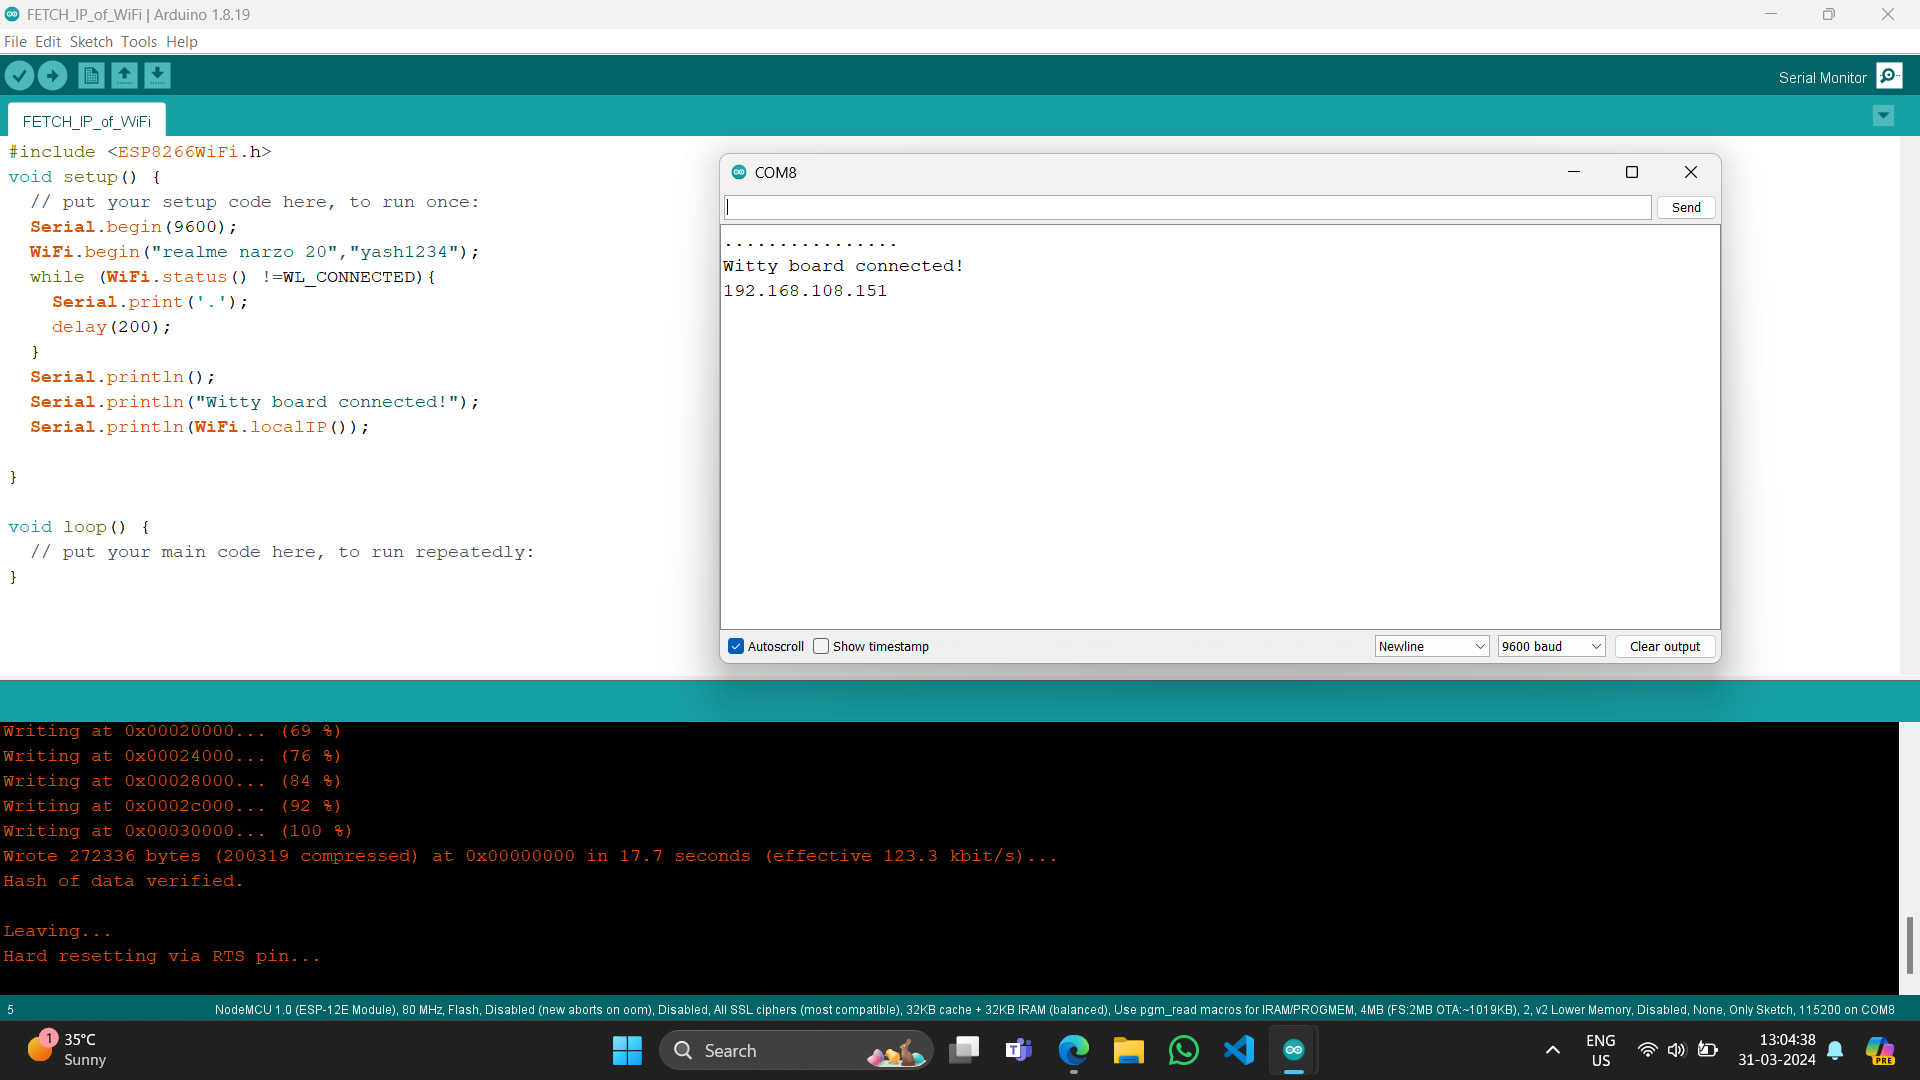 FETCH_IP_of_WiFi | Arduino 1.8.19
File Edit Sketch Tools Help
Serial Monitor
FETCH_IP_of_WiFi
#include <ESP8266WiFi.h>
void setup() {
  // put your setup code here, to run once:
  Serial.begin(9600);
  WiFi.begin("realme narzo 20","yash1234");
  while (WiFi.status() !=WL_CONNECTED){
    Serial.print('.');
    delay(200);
  }
  Serial.println();
  Serial.println("Witty board connected!");
  Serial.println(WiFi.localIP());
}
void loop() {
  // put your main code here, to run repeatedly:
}
COM8
Send
................
Witty board connected!
192.168.108.151
Autoscroll Show timestamp Newline 9600 baud Clear output
Writing at 0x00020000... (69 %)
Writing at 0x00024000... (76 %)
Writing at 0x00028000... (84 %)
Writing at 0x0002c000... (92 %)
Writing at 0x00030000... (100 %)
Wrote 272336 bytes (200319 compressed) at 0x00000000 in 17.7 seconds (effective 123.3 kbit/s)...
Hash of data verified.
Leaving...
Hard resetting via RTS pin...
5 NodeMCU 1.0 (ESP-12E Module), 80 MHz, Flash, Disabled (new aborts on oom), Disabled, All SSL ciphers (most compatible), 32KB cache + 32KB IRAM (balanced), Use pgm_read macros for IRAM/PROGMEM, 4MB (FS:2MB OTA:~1019KB), 2, v2 Lower Memory, Disabled, None, Only Sketch, 115200 on COM8
1
35°C
Sunny
Search
ENG
US
13:04:38
31-03-2024
PRE